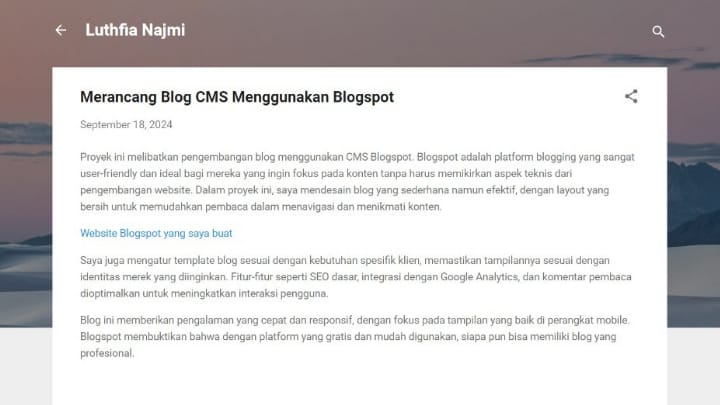 Luthfia Najmi
Merancang Blog CMS Menggunakan Blogspot
September 18, 2024
Proyek ini melibatkan pengembangan blog menggunakan CMS Blogspot. Blogspot adalah platform blogging yang sangat
user-friendly dan ideal bagi mereka yang ingin fokus pada konten tanpa harus memikirkan aspek teknis dari
pengembangan website. Dalam proyek ini, saya mendesain blog yang sederhana namun efektif, dengan layout yang
bersih untuk memudahkan pembaca dalam menavigasi dan menikmati konten.
Website Blogspot yang saya buat
Saya juga mengatur template blog sesuai dengan kebutuhan spesifik klien, memastikan tampilannya sesuai dengan
identitas merek yang diinginkan. Fitur-fitur seperti SEO dasar, integrasi dengan Google Analytics, dan komentar pembaca
dioptimalkan untuk meningkatkan interaksi pengguna.
Blog ini memberikan pengalaman yang cepat dan responsif, dengan fokus pada tampilan yang baik di perangkat mobile.
Blogspot membuktikan bahwa dengan platform yang gratis dan mudah digunakan, siapa pun bisa memiliki blog yang
profesional.